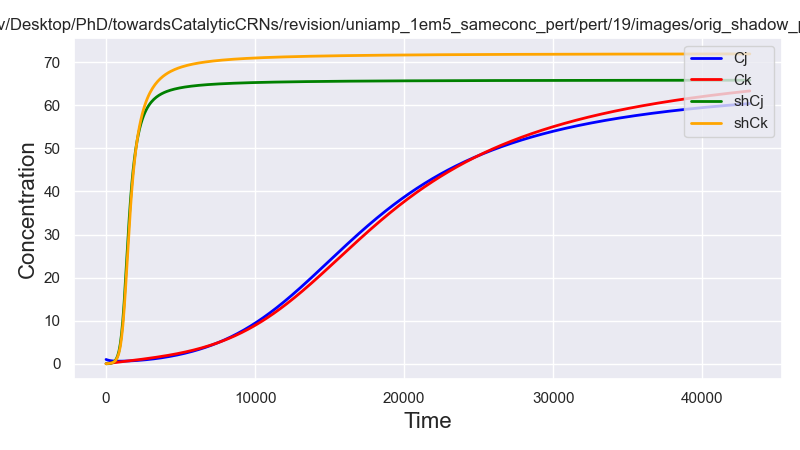 v/Desktop/PhD/towardsCatalyticCRNs/revision/uniamp_1em5_sameconc_pert/pert/19/images/orig_shadow_p
Concentration
70
60
50
40
30
20
10
0
Cj
Ck
shCj
shCk
0 10000 20000 30000 40000
Time